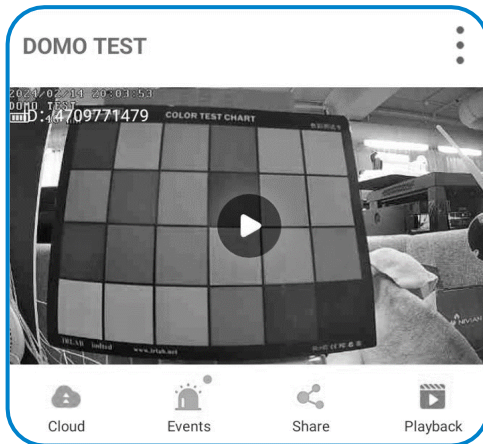 DOMO TEST
2024/02/14 20:03:53
DOMO TEST
ID: 4709771479
COLOR TEST CHART
IRLAB
www.irlab.net
NIVIAN
Cloud
Events
Share
Playback